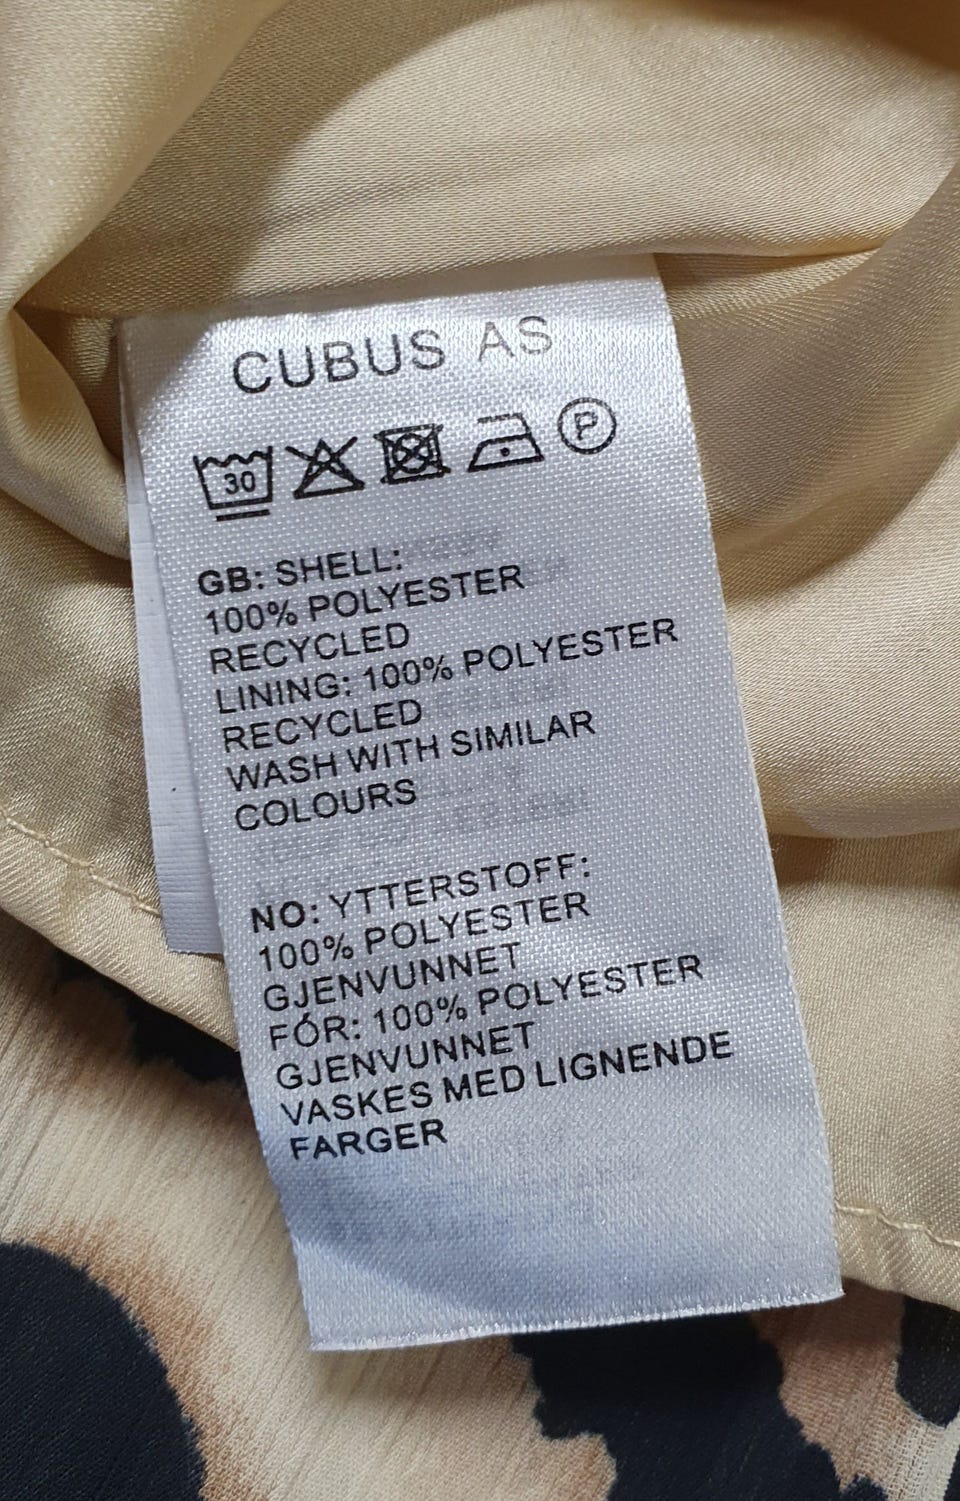 CUBUS AS
30 P
GB: SHELL:
100% POLYESTER
RECYCLED
LINING: 100% POLYESTER
RECYCLED
WASH WITH SIMILAR
COLOURS
NO: YTTERSTOFF:
100% POLYESTER
GJENVUNNET
FÓR: 100% POLYESTER
GJENVUNNET
VASKES MED LIGNENDE
FARGER